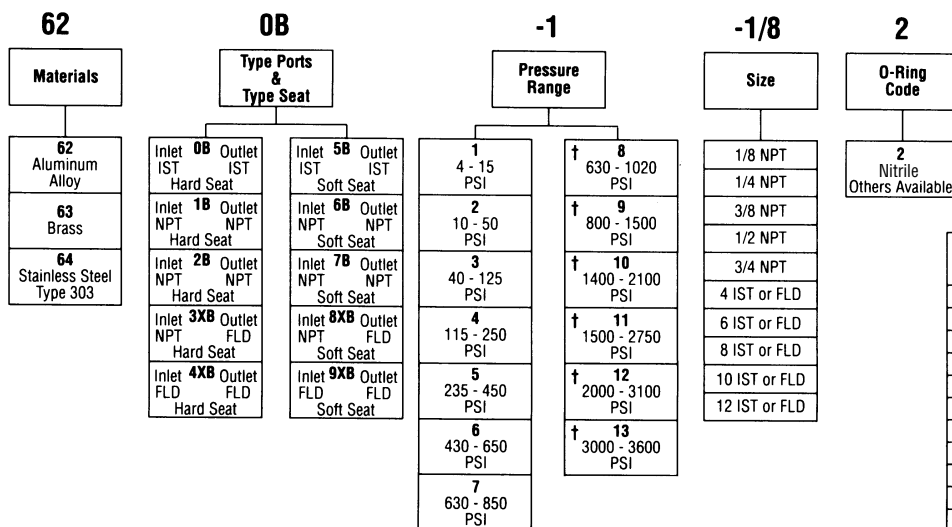 62
0B
-1
-1/8
2
Materials
Type Ports
&
Type Seat
Pressure
Range
Size
O-Ring
Code
62
Aluminum
Alloy
63
Brass
64
Stainless Steel
Type 303
Inlet 0B Outlet
IST IST
Hard Seat
Inlet 1B Outlet
NPT NPT
Hard Seat
Inlet 2B Outlet
NPT NPT
Hard Seat
Inlet 3XB Outlet
NPT FLD
Hard Seat
Inlet 4XB Outlet
FLD FLD
Hard Seat
Inlet 5B Outlet
IST IST
Soft Seat
Inlet 6B Outlet
NPT NPT
Soft Seat
Inlet 7B Outlet
NPT NPT
Soft Seat
Inlet 8XB Outlet
NPT FLD
Soft Seat
Inlet 9XB Outlet
FLD FLD
Soft Seat
1
4 - 15
PSI
2
10 - 50
PSI
3
40 - 125
PSI
4
115 - 250
PSI
5
235 - 450
PSI
6
430 - 650
PSI
7
630 - 850
PSI
† 8
630 - 1020
PSI
† 9
800 - 1500
PSI
† 10
1400 - 2100
PSI
† 11
1500 - 2750
PSI
† 12
2000 - 3100
PSI
† 13
3000 - 3600
PSI
1/8 NPT
1/4 NPT
3/8 NPT
1/2 NPT
3/4 NPT
4 IST or FLD
6 IST or FLD
8 IST or FLD
10 IST or FLD
12 IST or FLD
2
Nitrile
Others Available